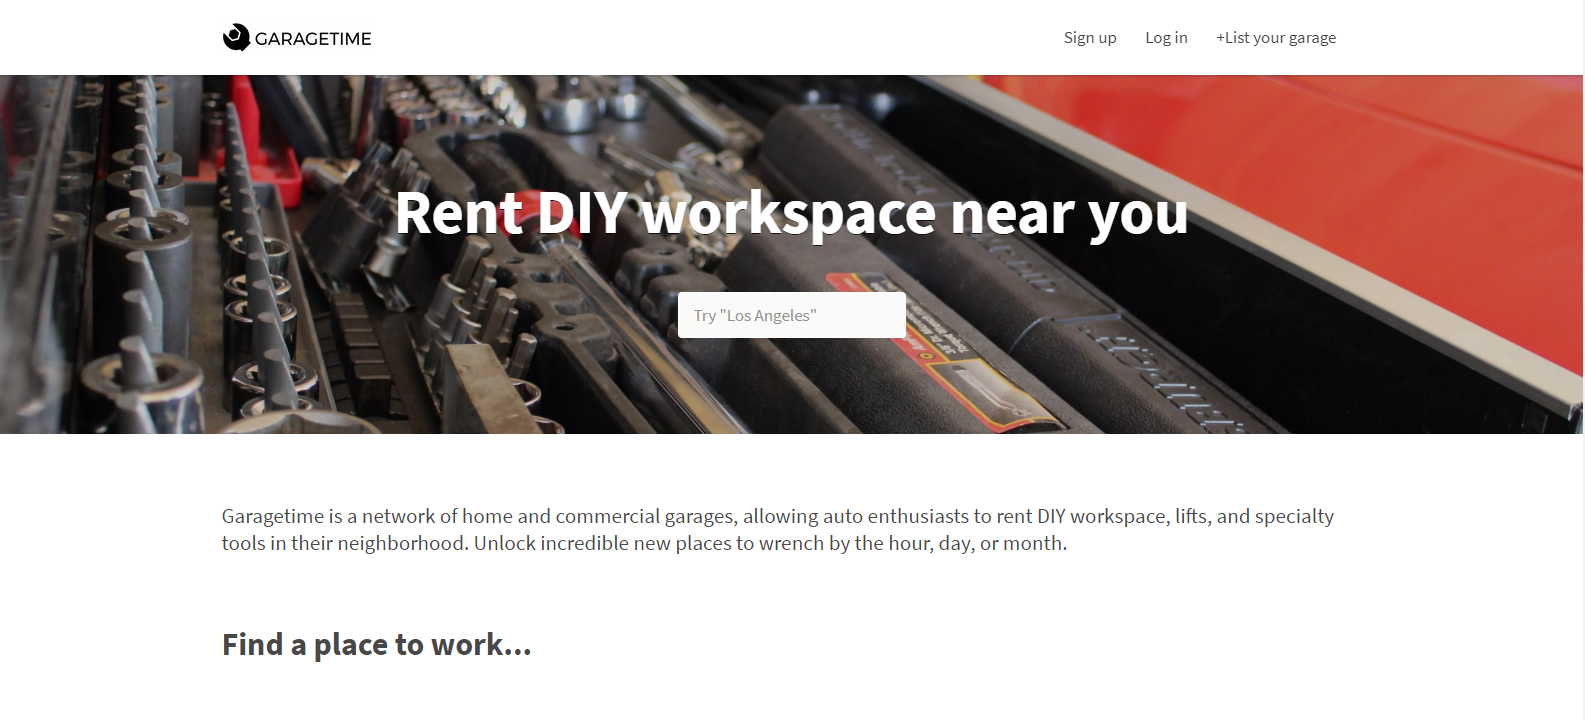 GARAGETIME
Sign up
Log in
+List your garage
Rent DIY workspace near you
Try "Los Angeles"
Garagetime is a network of home and commercial garages, allowing auto enthusiasts to rent DIY workspace, lifts, and specialty
tools in their neighborhood. Unlock incredible new places to wrench by the hour, day, or month.
Find a place to work...